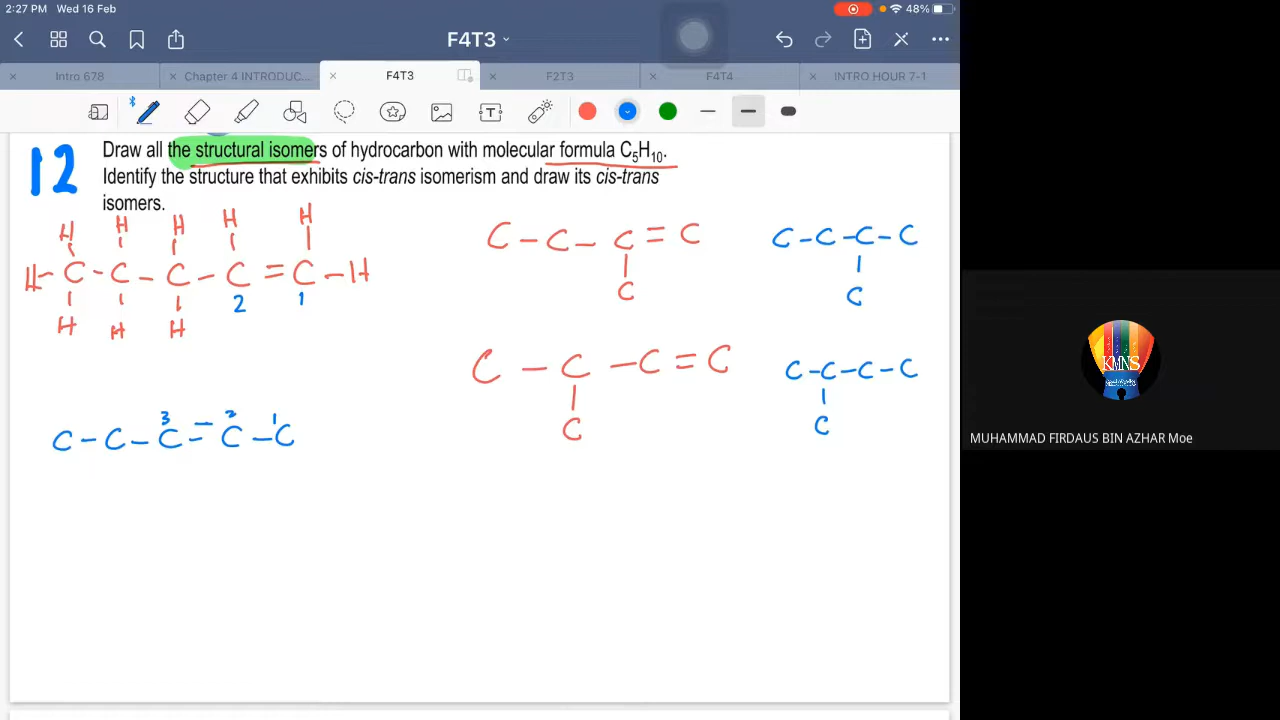 2:27 PM Wed 16 Feb
48%
F4T3
Intro 678
Chapter 4 INTRODUC...
F4T3
F2T3
F4T4
INTRO HOUR 7-1
T
12
Draw all the structural isomers of hydrocarbon with molecular formula C₅H₁₀.
Identify the structure that exhibits cis-trans isomerism and draw its cis-trans
isomers.
H H H H H
H-C-C-C-C=C-H
H H H 2 1
C-C-C=C
C
C-C-C-C
C
C-C-C=C
C
C-C-C-C
C
3 2 1
C-C-C=C-C
KMNS
MUHAMMAD FIRDAUS BIN AZHAR Moe